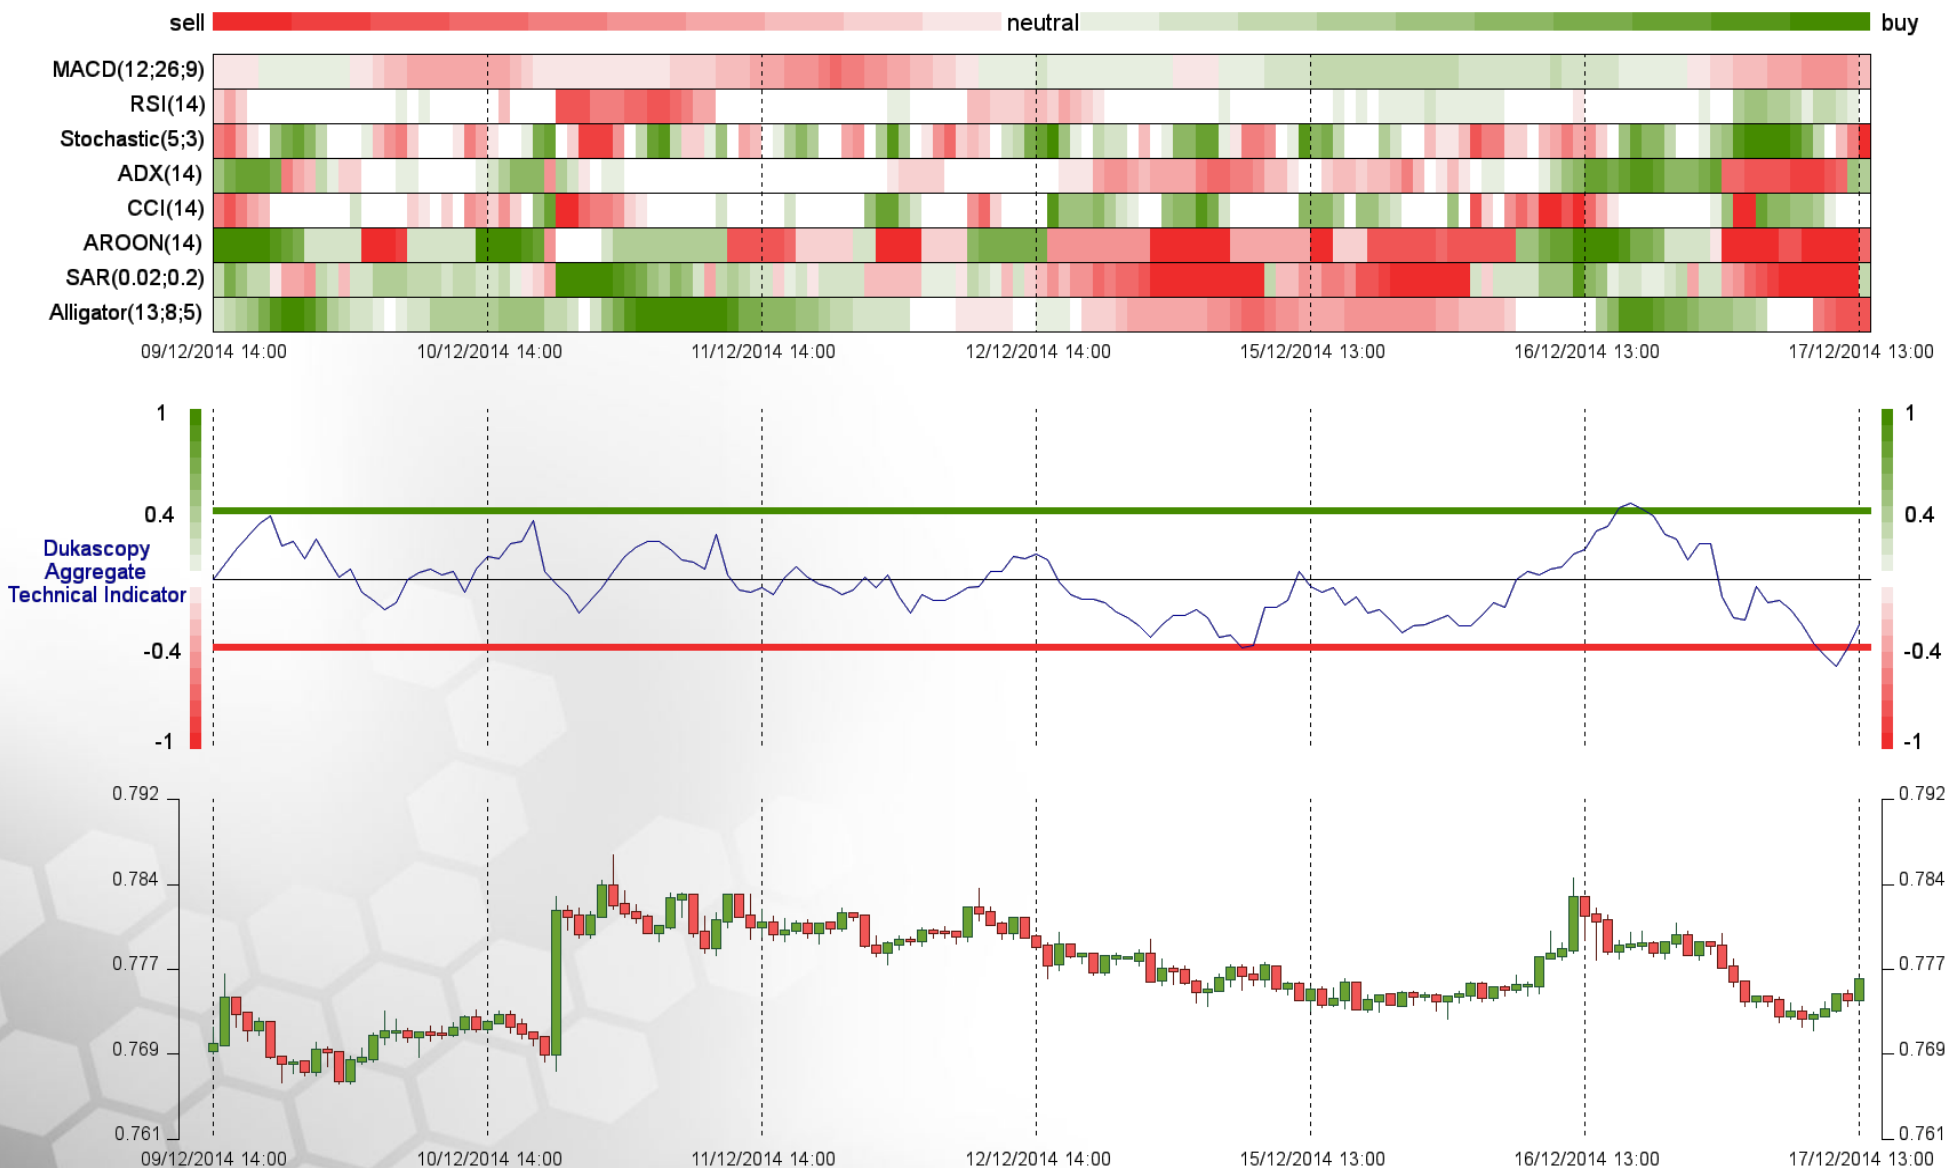 sell neutral buy
MACD(12;26;9)
RSI(14)
Stochastic(5;3)
ADX(14)
CCI(14)
AROON(14)
SAR(0.02;0.2)
Alligator(13;8;5)
09/12/2014 14:00 10/12/2014 14:00 11/12/2014 14:00 12/12/2014 14:00 15/12/2014 13:00 16/12/2014 13:00 17/12/2014 13:00
1 1
0.4 0.4
Dukascopy
Aggregate
Technical Indicator
-0.4 -0.4
-1 -1
0.792 0.792
0.784 0.784
0.777 0.777
0.769 0.769
0.761 0.761
09/12/2014 14:00 10/12/2014 14:00 11/12/2014 14:00 12/12/2014 14:00 15/12/2014 13:00 16/12/2014 13:00 17/12/2014 13:00